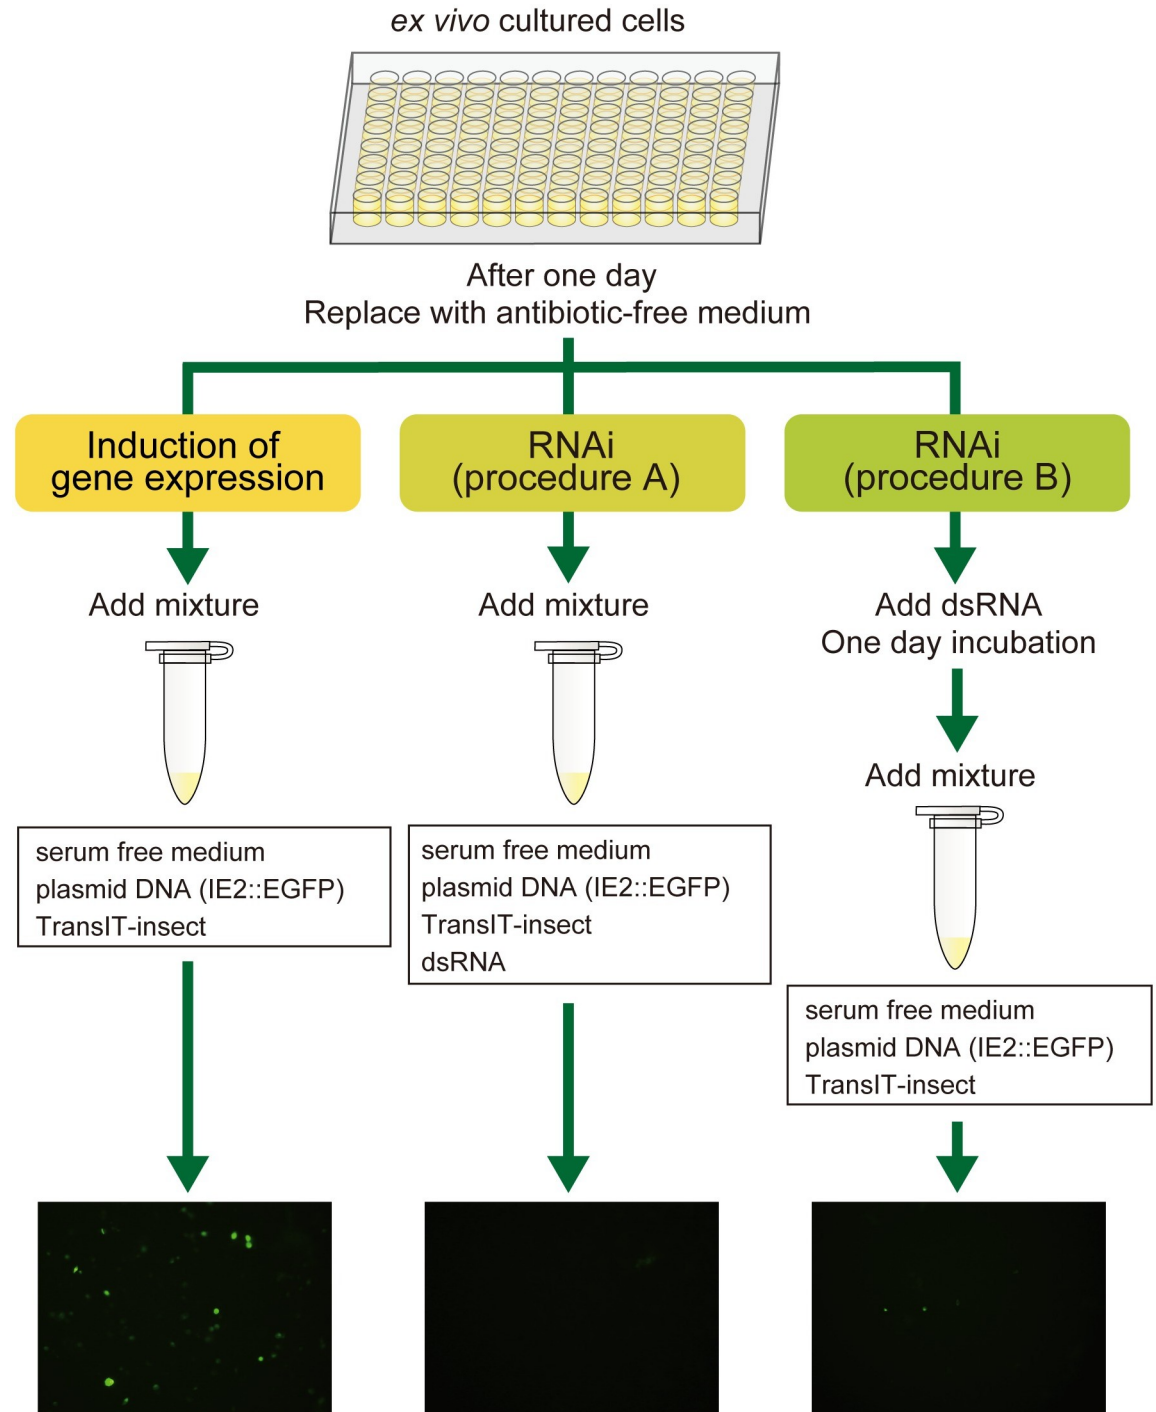 ex vivo cultured cells
After one day
Replace with antibiotic-free medium
Induction of
gene expression
Add mixture
serum free medium
plasmid DNA (IE2::EGFP)
TransIT-insect
RNAi
(procedure A)
Add mixture
serum free medium
plasmid DNA (IE2::EGFP)
TransIT-insect
dsRNA
RNAi
(procedure B)
Add dsRNA
One day incubation
Add mixture
serum free medium
plasmid DNA (IE2::EGFP)
TransIT-insect